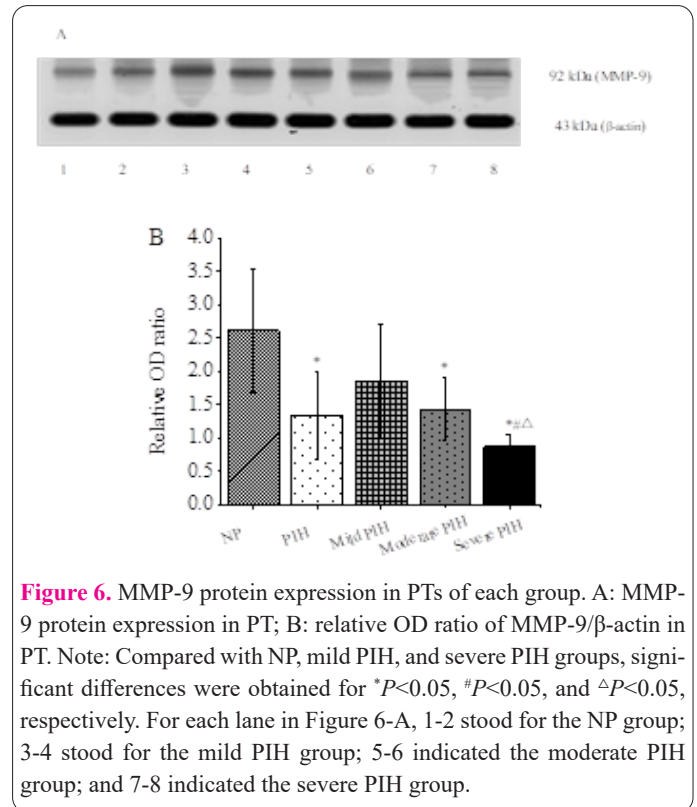 A
92 kDa (MMP-9)
43 kDa (β-actin)
1 2 3 4 5 6 7 8
B
4.0
3.5
3.0
2.5
2.0
1.5
1.0
0.5
0.0
Relative OD ratio
*
*
*#△
NP PIH Mild PIH Moderage PIH Severe PIH
Figure 6. MMP-9 protein expression in PTs of each group. A: MMP-
9 protein expression in PT; B: relative OD ratio of MMP-9/β-actin in
PT. Note: Compared with NP, mild PIH, and severe PIH groups, signi-
ficant differences were obtained for *P<0.05, #P<0.05, and △P<0.05,
respectively. For each lane in Figure 6-A, 1-2 stood for the NP group;
3-4 stood for the mild PIH group; 5-6 indicated the moderate PIH
group; and 7-8 indicated the severe PIH group.